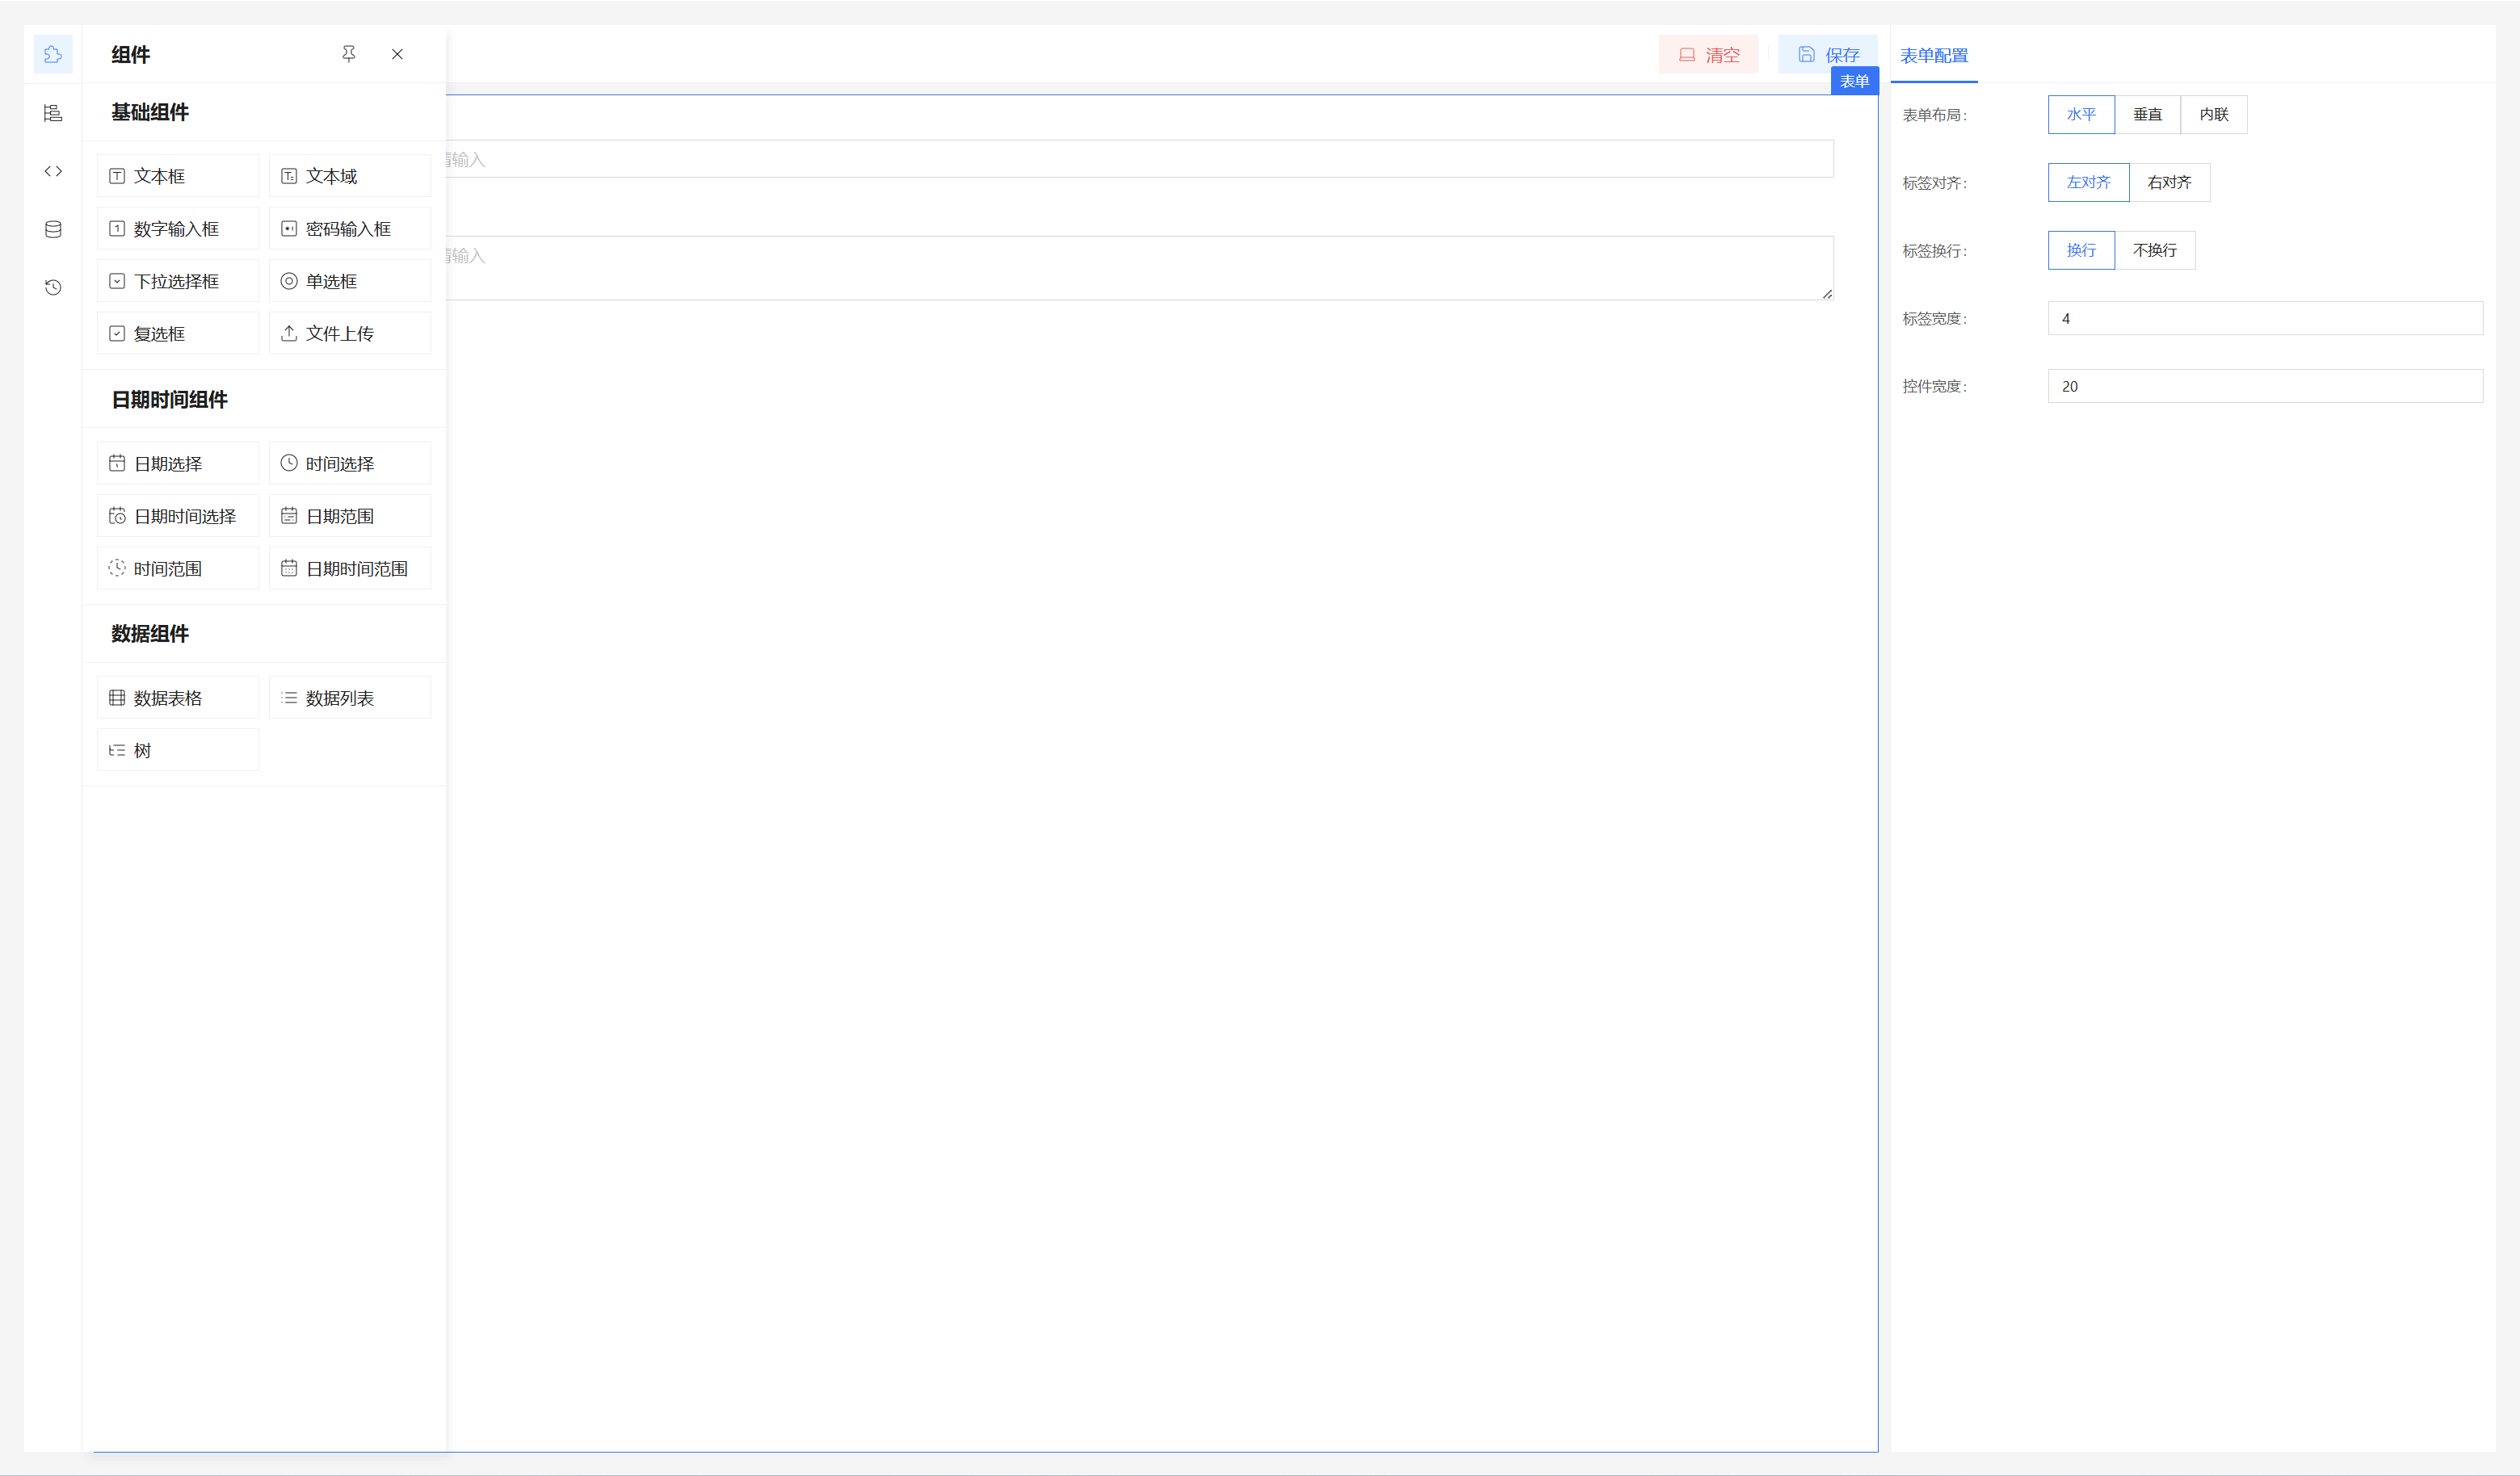 组件
清空
保存
表单
表单配置
基础组件
文本框
文本域
数字输入框
密码输入框
下拉选择框
单选框
复选框
文件上传
日期时间组件
日期选择
时间选择
日期时间选择
日期范围
时间范围
日期时间范围
数据组件
数据表格
数据列表
树
输入
输入
表单布局:
水平
垂直
内联
标签对齐:
左对齐
右对齐
标签换行:
换行
不换行
标签宽度:
4
控件宽度:
20